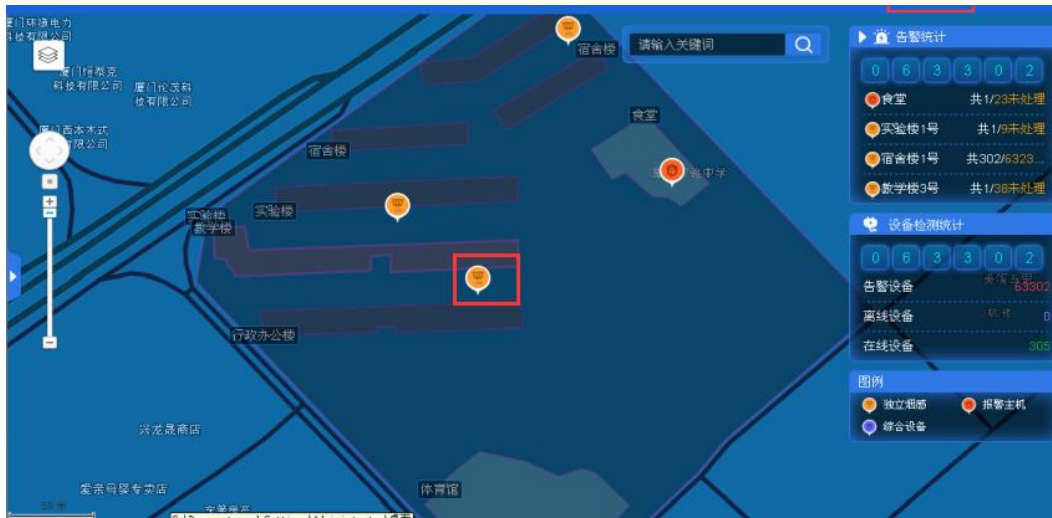 厦门环缘电力
科技有限公司
厦门恒泰克
科技有限公司
厦门伦茂科
技有限公司
厦门百本木式
有限公司
宿舍楼
请输入关键词
食堂
中学
宿舍楼
实验楼
实验楼
教学楼
行政办公楼
兴龙晟商店
爱亲母婴专卖店
体育馆
告警统计
0 6 3 3 0 2
食堂 共1/23未处理
实验楼1号 共1/9未处理
宿舍楼1号 共302/6323...
教学楼3号 共1/38未处理
设备检测统计
0 6 3 3 0 2
告警设备 63302
离线设备 0
在线设备 305
图例
独立烟感 报警主机
综合设备